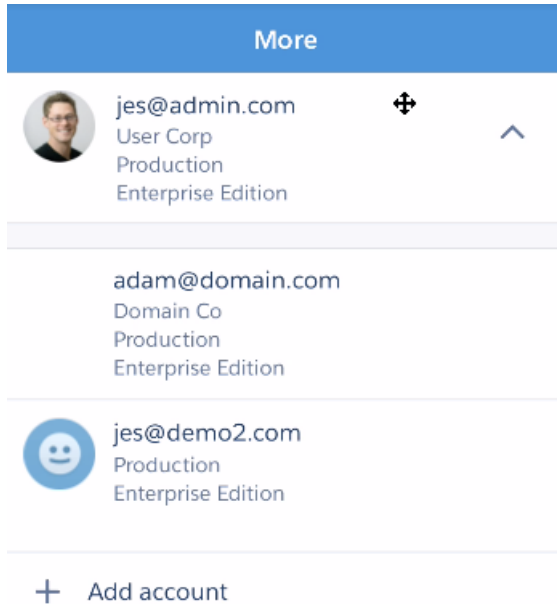 More
jes@admin.com
User Corp
Production
Enterprise Edition
adam@domain.com
Domain Co
Production
Enterprise Edition
jes@demo2.com
Production
Enterprise Edition
Add account